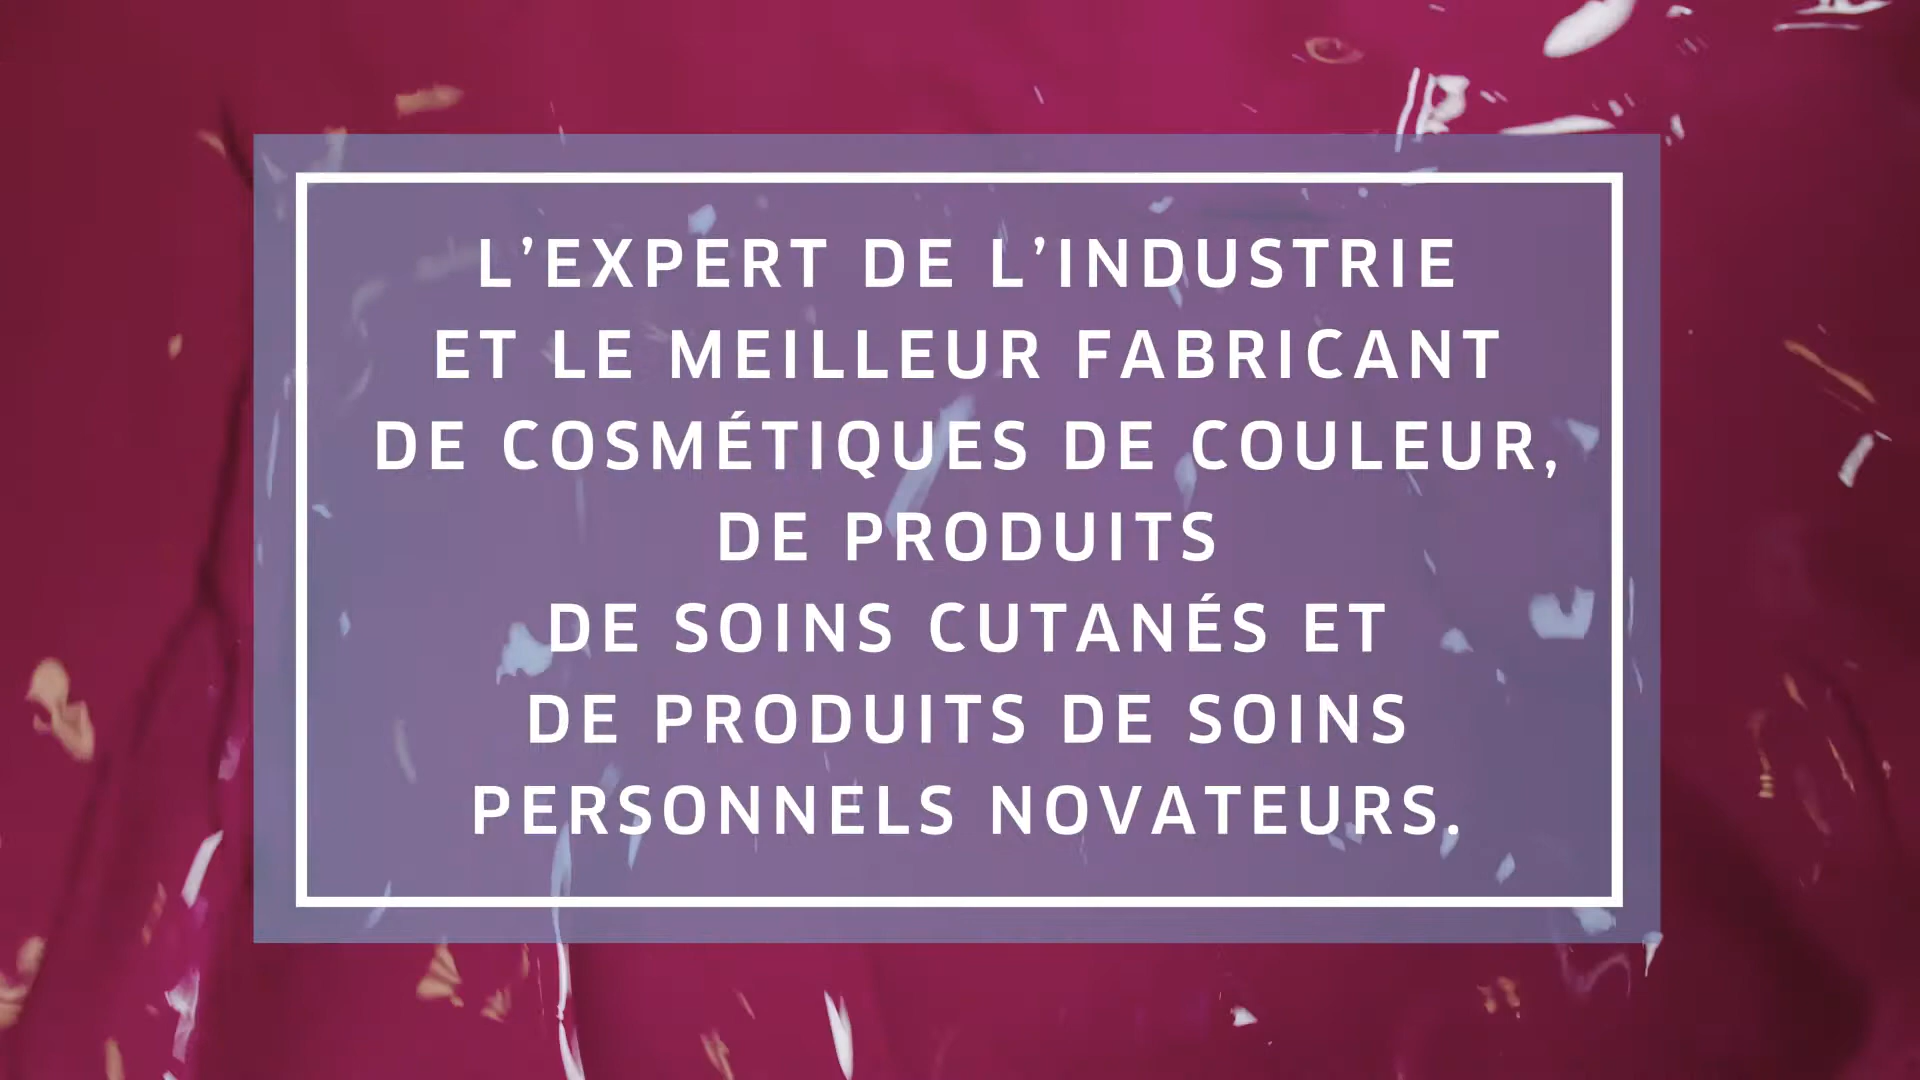 L’EXPERT DE L’INDUSTRIE
ET LE MEILLEUR FABRICANT
DE COSMÉTIQUES DE COULEUR,
DE PRODUITS
DE SOINS CUTANÉS ET
DE PRODUITS DE SOINS
PERSONNELS NOVATEURS.